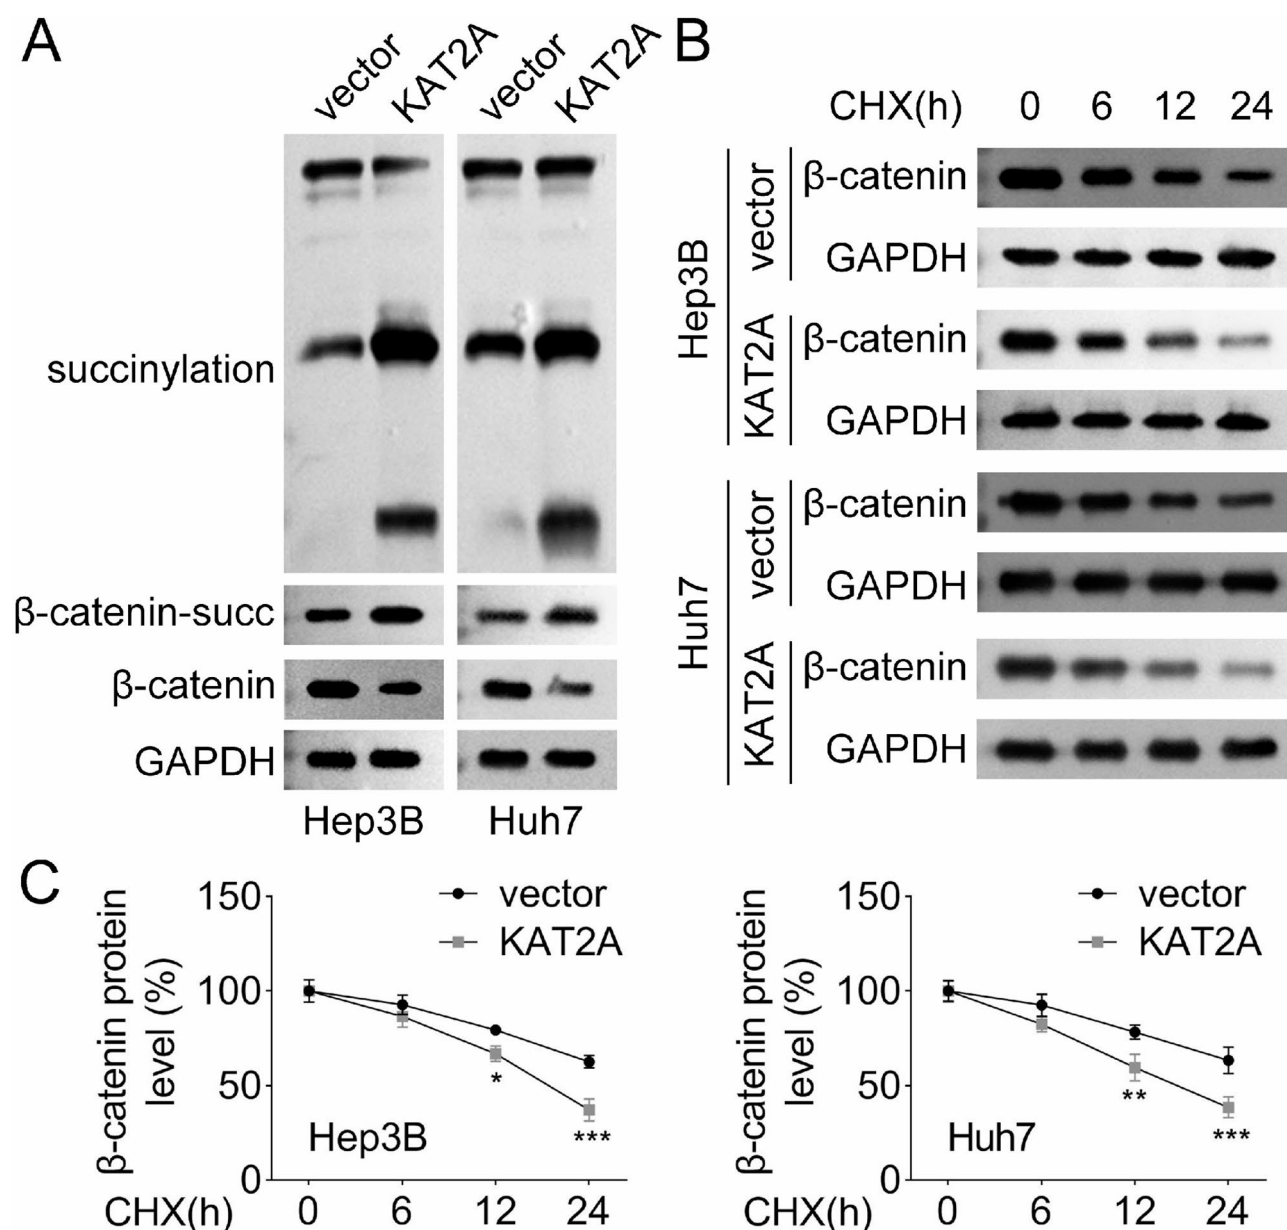 A
vector
KAT2A
vector
KAT2A
succinylation
β-catenin-succ
β-catenin
GAPDH
Hep3B
Huh7
B
CHX(h) 0 6 12 24
Hep3B
vector
β-catenin
GAPDH
KAT2A
β-catenin
GAPDH
Huh7
vector
β-catenin
GAPDH
KAT2A
β-catenin
GAPDH
C
β-catenin protein
level (%)
150
100
50
0
vector
KAT2A
*
***
Hep3B
CHX(h) 0 6 12 24
β-catenin protein
level (%)
150
100
50
0
vector
KAT2A
**
***
Huh7
CHX(h) 0 6 12 24